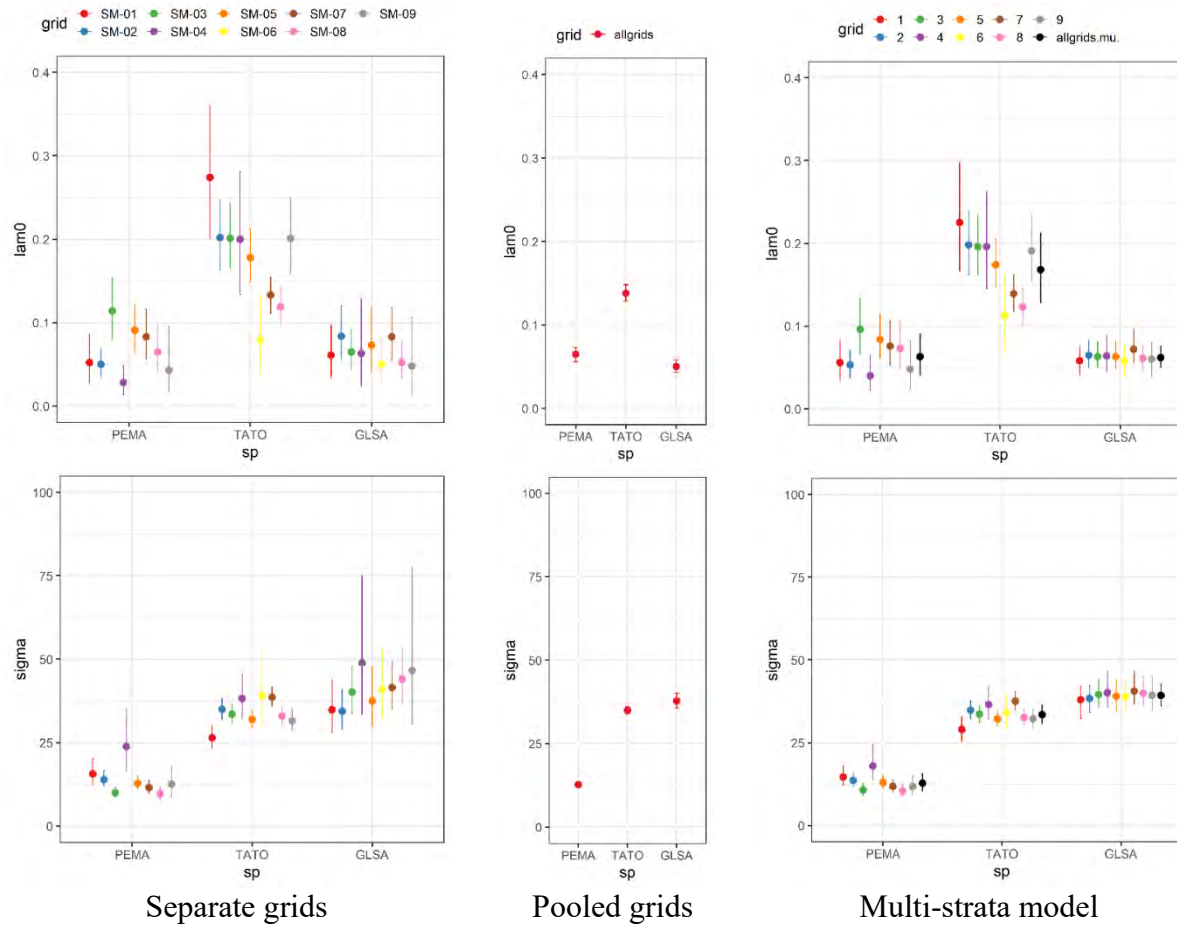 grid SM-01 SM-03 SM-05 SM-07 SM-09
SM-02 SM-04 SM-06 SM-08
0.4
0.3
0.2
0.1
0.0
lam0
PEMA TATO GLSA
sp
grid allgrids
0.4
0.3
0.2
0.1
0.0
lam0
PEMA TATO GLSA
sp
grid 1 3 5 7 9
2 4 6 8 allgrids.mu.
0.4
0.3
0.2
0.1
0.0
lam0
PEMA TATO GLSA
sp
100
75
50
25
0
sigma
PEMA TATO GLSA
sp
100
75
50
25
0
sigma
PEMA TATO GLSA
sp
100
75
50
25
0
sigma
PEMA TATO GLSA
sp
Separate grids Pooled grids Multi-strata model